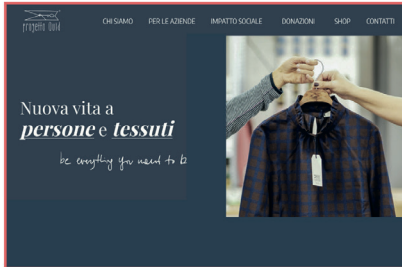 progetto Quid
CHI SIAMO PER LE AZIENDE IMPATTO SOCIALE DONAZIONI SHOP CONTATTI
Nuova vita a
persone e tessuti
be everything you want to b